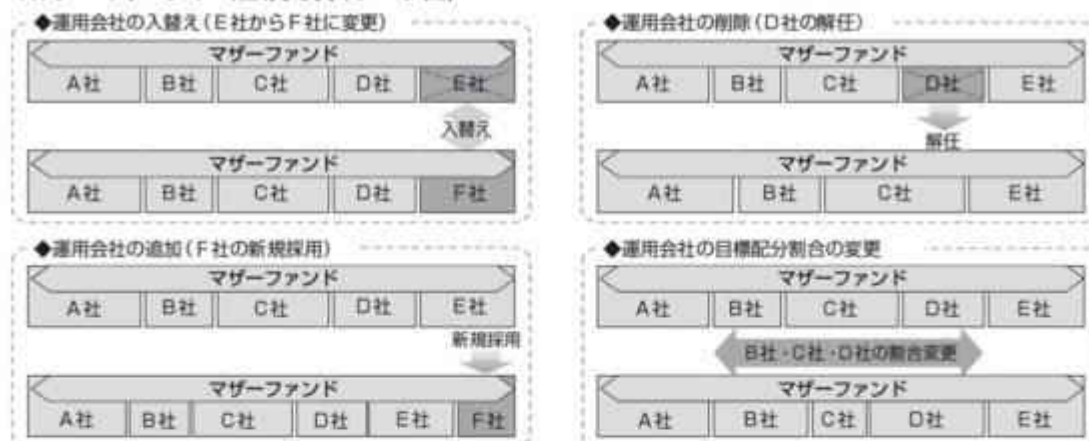 ◆運用会社の入替え(E社からF社に変更)
マザーファンド
A社 B社 C社 D社 E社
入替え
マザーファンド
A社 B社 C社 D社 F社
◆運用会社の削除(D社の解任)
マザーファンド
A社 B社 C社 D社 E社
解任
マザーファンド
A社 B社 C社 E社
◆運用会社の追加(F社の新規採用)
マザーファンド
A社 B社 C社 D社 E社
新規採用
マザーファンド
A社 B社 C社 D社 E社 F社
◆運用会社の目標配分割合の変更
マザーファンド
A社 B社 C社 D社 E社
B社・C社・D社の割合変更
マザーファンド
A社 B社 C社 D社 E社